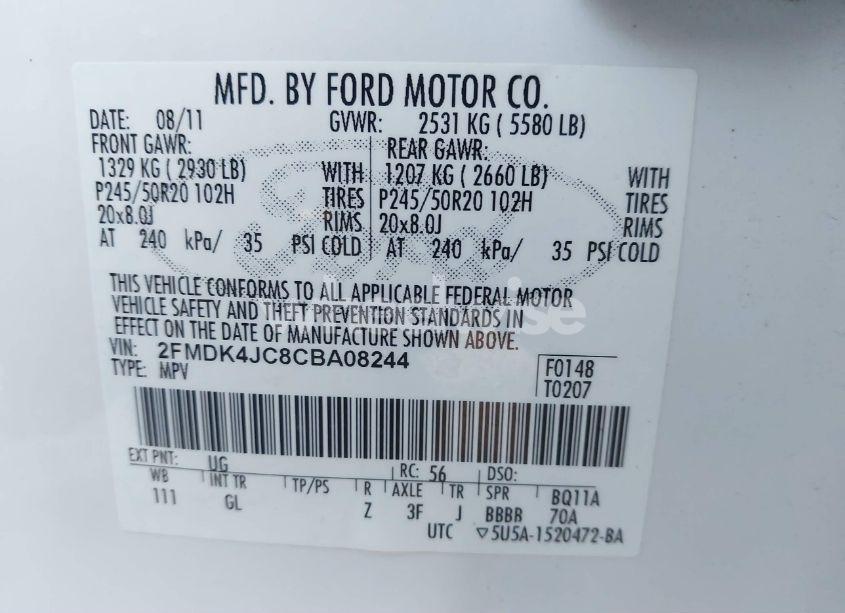 MFD. BY FORD MOTOR CO.
DATE: 08/11 GVWR: 2531 KG ( 5580 LB)
FRONT GAWR: REAR GAWR:
1329 KG ( 2930 LB) WITH 1207 KG ( 2660 LB) WITH
P245/50R20 102H TIRES P245/50R20 102H TIRES
20x8.0J RIMS 20x8.0J RIMS
AT 240 kPa/ 35 PSI COLD AT 240 kPa/ 35 PSI COLD
THIS VEHICLE CONFORMS TO ALL APPLICABLE FEDERAL MOTOR
VEHICLE SAFETY AND THEFT PREVENTION STANDARDS IN
EFFECT ON THE DATE OF MANUFACTURE SHOWN ABOVE.
VIN: 2FMDK4JC8CBA08244
TYPE: MPV
F0148
T0207
EXT PNT: UG RC: 56 DSO:
WB INT TR TP/PS R AXLE TR SPR BQ11A
111 GL Z 3F J BBBB 70A
UTC ▽5U5A-1520472-BA